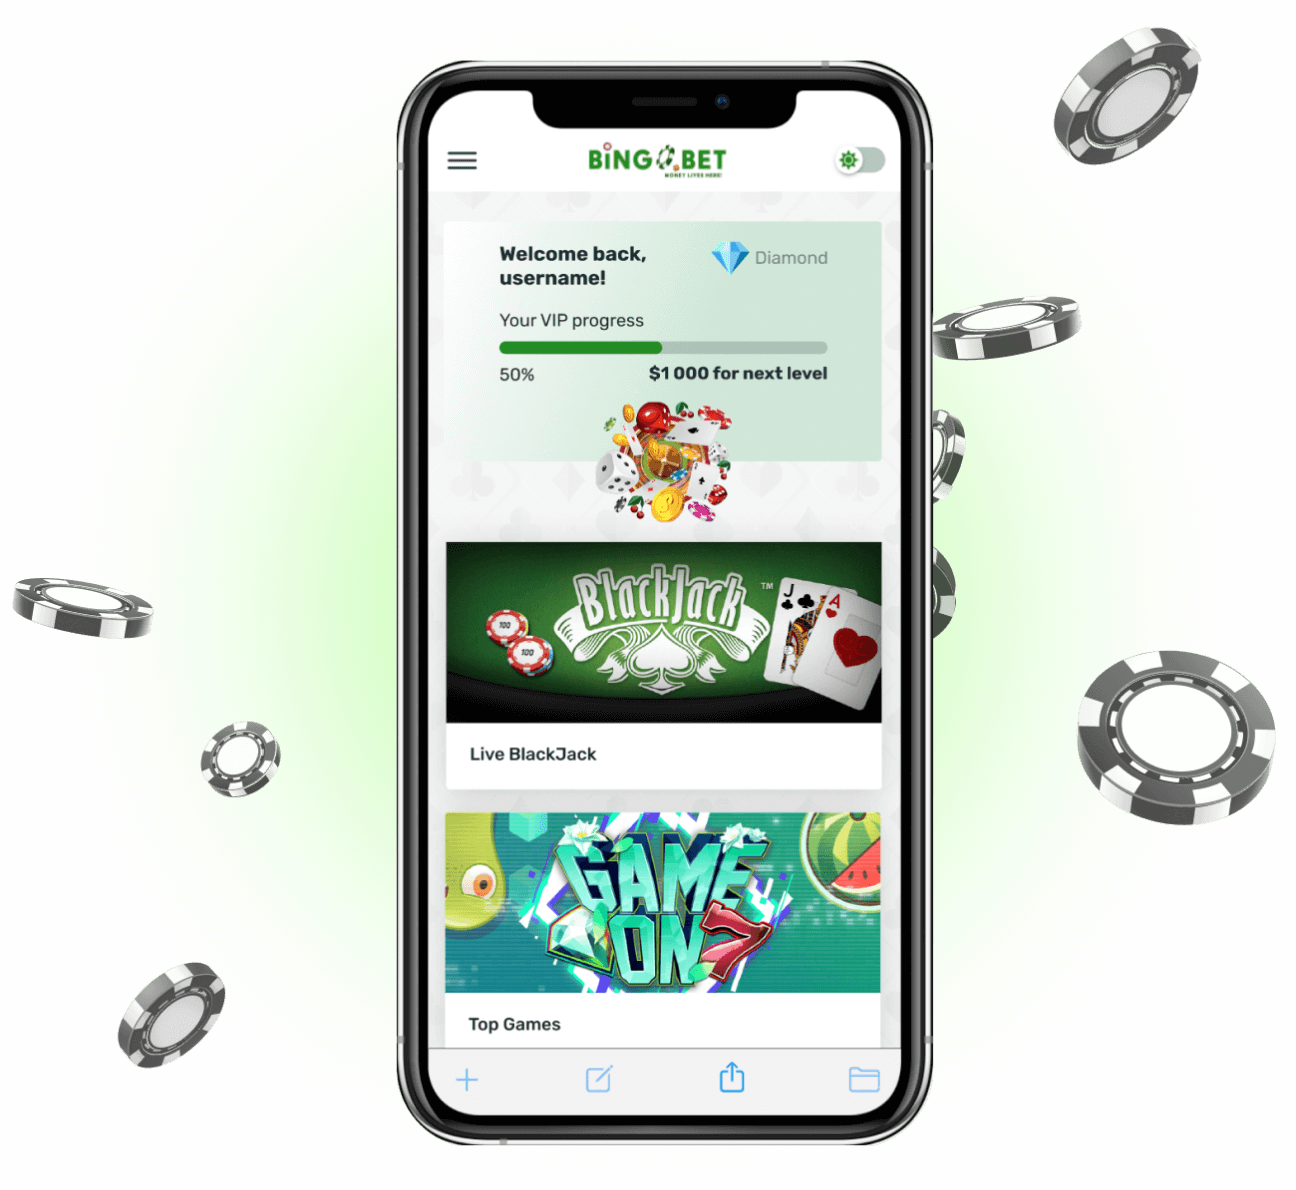 BiNGO.BET
MONEY LIVES HERE!
Welcome back,
username!
Diamond
Your VIP progress
50%
$1 000 for next level
BlackJack™
J
A
100
100
Live BlackJack
GAME
ON 7
Top Games